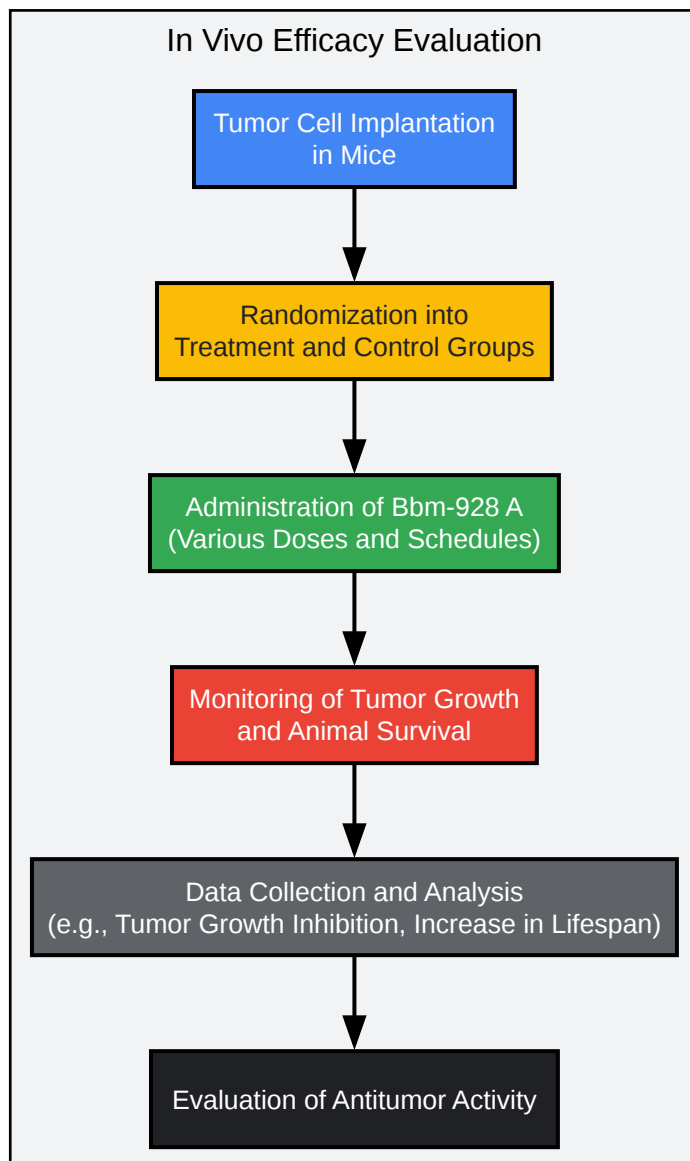 In Vivo Efficacy Evaluation
Tumor Cell Implantation
in Mice
Randomization into
Treatment and Control Groups
Administration of Bbm-928 A
(Various Doses and Schedules)
Monitoring of Tumor Growth
and Animal Survival
Data Collection and Analysis
(e.g., Tumor Growth Inhibition, Increase in Lifespan)
Evaluation of Antitumor Activity